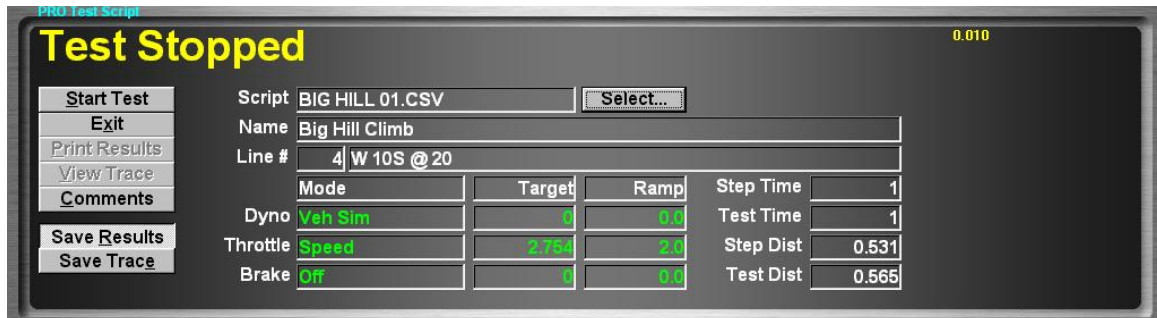 PRO Test Script
Test Stopped
0.010
Start Test
Exit
Print Results
View Trace
Comments
Save Results
Save Trace
Script BIG HILL 01.CSV Select...
Name Big Hill Climb
Line # 4 W 10S @ 20
Mode Target Ramp Step Time 1
Dyno Veh Sim 0 0.0 Test Time 1
Throttle Speed 2.754 2.0 Step Dist 0.531
Brake Off 0 0.0 Test Dist 0.565